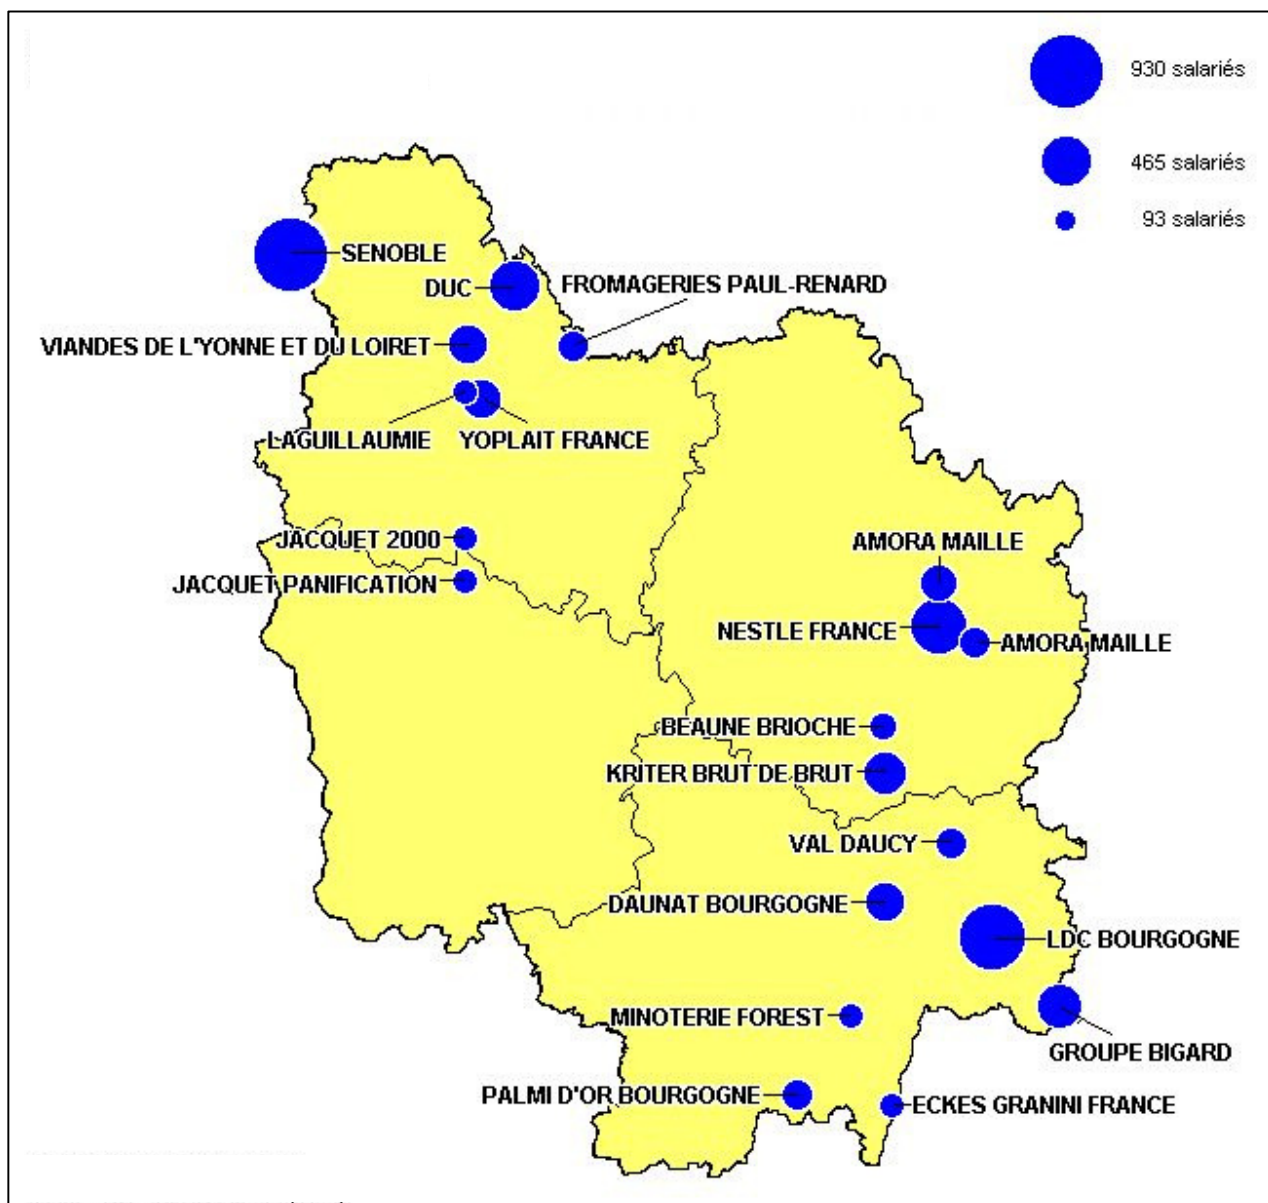 930 salariés
465 salariés
93 salariés
SENOBLE
DUC
FROMAGERIES PAUL-RENARD
VIANDES DE L'YONNE ET DU LOIRET
LAGUILLAUMIE
YOPLAIT FRANCE
JACQUET 2000
AMORA MAILLE
JACQUET PANIFICATION
NESTLE FRANCE
AMORA MAILLE
BEAUNE BRIOCHE
KRITER BRUT DE BRUT
VAL DAUCY
DAUNAT BOURGOGNE
LDC BOURGOGNE
MINOTERIE FOREST
GROUPE BIGARD
PALMI D'OR BOURGOGNE
ECKES GRANINI FRANCE